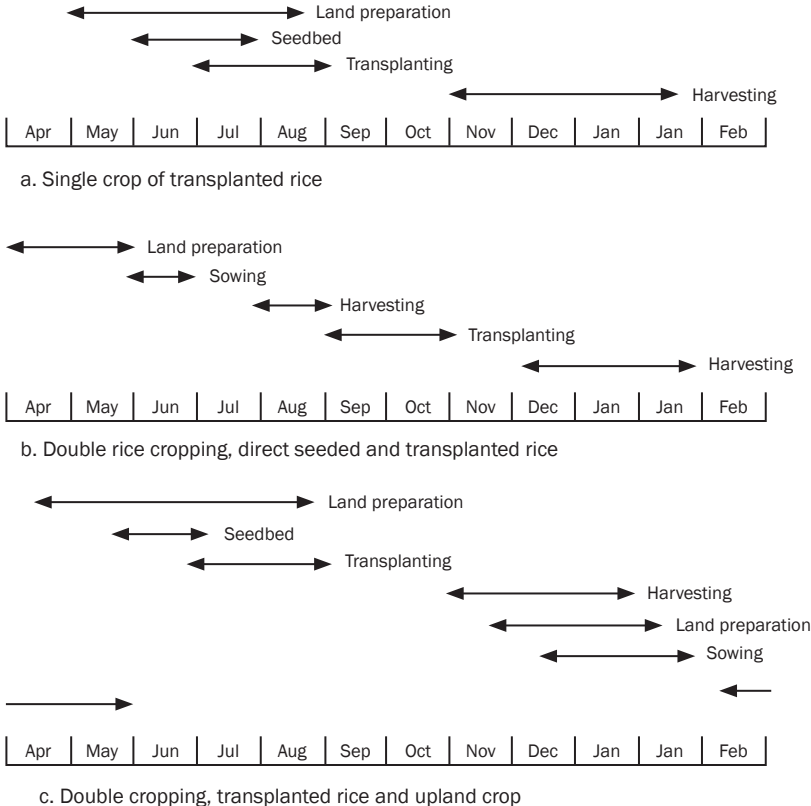 Land preparation
Seedbed
Transplanting
Harvesting
Apr May Jun Jul Aug Sep Oct Nov Dec Jan Jan Feb
a. Single crop of transplanted rice
Land preparation
Sowing
Harvesting
Transplanting
Harvesting
Apr May Jun Jul Aug Sep Oct Nov Dec Jan Jan Feb
b. Double rice cropping, direct seeded and transplanted rice
Land preparation
Seedbed
Transplanting
Harvesting
Land preparation
Sowing
Apr May Jun Jul Aug Sep Oct Nov Dec Jan Jan Feb
c. Double cropping, transplanted rice and upland crop